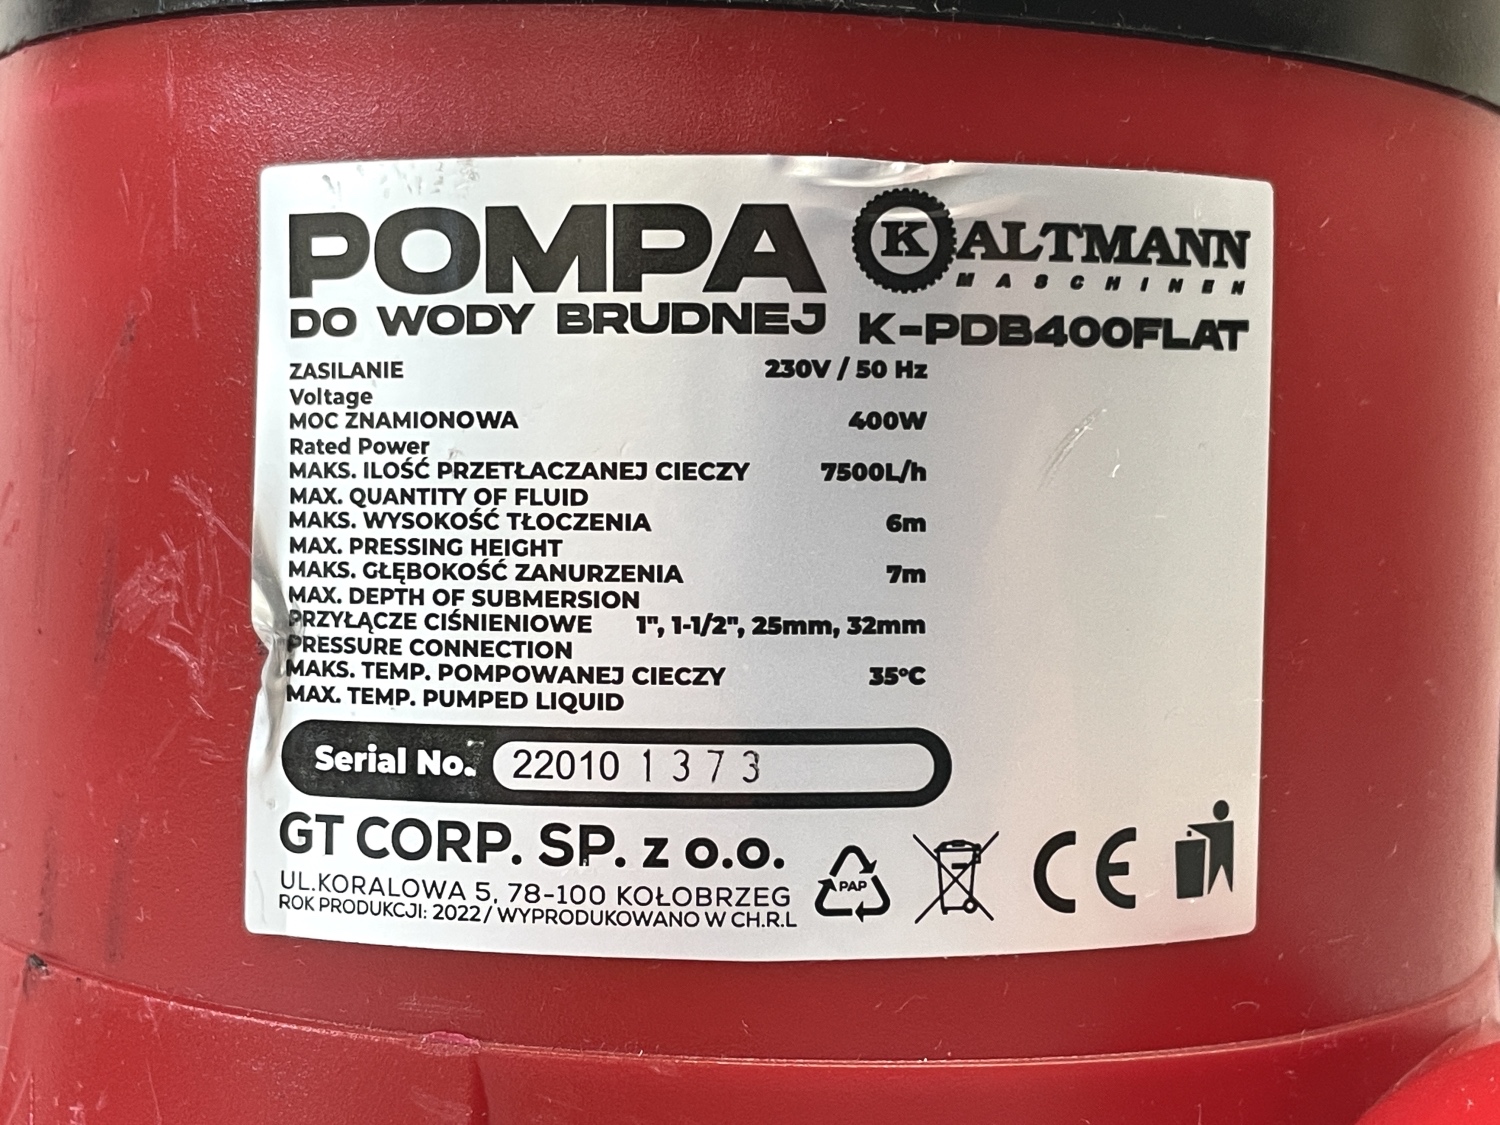 POMPA
DO WODY BRUDNEJ
KALTMANN
MASCHINEN
K-PDB400FLAT
ZASILANIE 230V / 50 Hz
Voltage
MOC ZNAMIONOWA 400W
Rated Power
MAKS. ILOŚĆ PRZETŁACZANEJ CIECZY 7500L/h
MAX. QUANTITY OF FLUID
MAKS. WYSOKOŚĆ TŁOCZENIA 6m
MAX. PRESSING HEIGHT
MAKS. GŁĘBOKOŚĆ ZANURZENIA 7m
MAX. DEPTH OF SUBMERSION
PRZYŁĄCZE CIŚNIENIOWE 1", 1-1/2", 25mm, 32mm
PRESSURE CONNECTION
MAKS. TEMP. POMPOWANEJ CIECZY 35°C
MAX. TEMP. PUMPED LIQUID
Serial No. 22010 1373
GT CORP. SP. z o.o.
UL.KORALOWA 5, 78-100 KOŁOBRZEG
ROK PRODUKCJI: 2022/ WYPRODUKOWANO W CH.R.L
PAP
CE